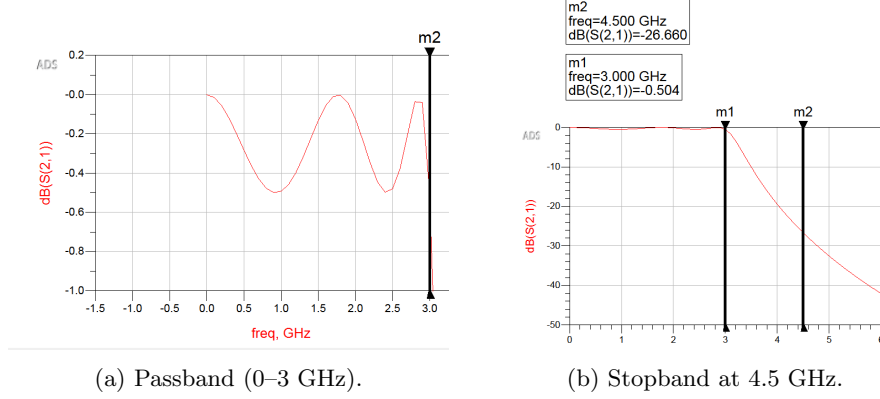 m2
freq=4.500 GHz
dB(S(2,1))=-26.660
m1
freq=3.000 GHz
dB(S(2,1))=-0.504
m2
ADS
0.2
-0.0
-0.2
-0.4
-0.6
-0.8
-1.0
dB(S(2,1))
-1.5 -1.0 -0.5 0.0 0.5 1.0 1.5 2.0 2.5 3.0
freq, GHz
m1 m2
ADS
0
-10
-20
-30
-40
-50
dB(S(2,1))
0 1 2 3 4 5 6
(a) Passband (0–3 GHz).
(b) Stopband at 4.5 GHz.